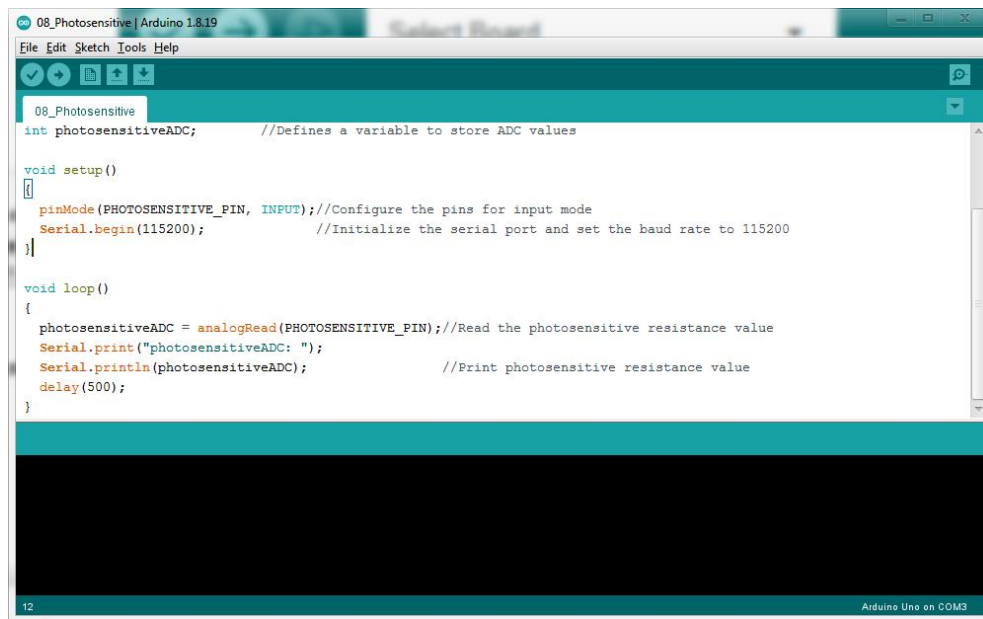 08_Photosensitive | Arduino 1.8.19
Select Board
File Edit Sketch Tools Help
08_Photosensitive
int photosensitiveADC;        //Defines a variable to store ADC values
void setup()
{
  pinMode(PHOTOSENSITIVE_PIN, INPUT);//Configure the pins for input mode
  Serial.begin(115200);              //Initialize the serial port and set the baud rate to 115200
}
void loop()
{
  photosensitiveADC = analogRead(PHOTOSENSITIVE_PIN);//Read the photosensitive resistance value
  Serial.print("photosensitiveADC: ");
  Serial.println(photosensitiveADC);                 //Print photosensitive resistance value
  delay(500);
}
12
Arduino Uno on COM3